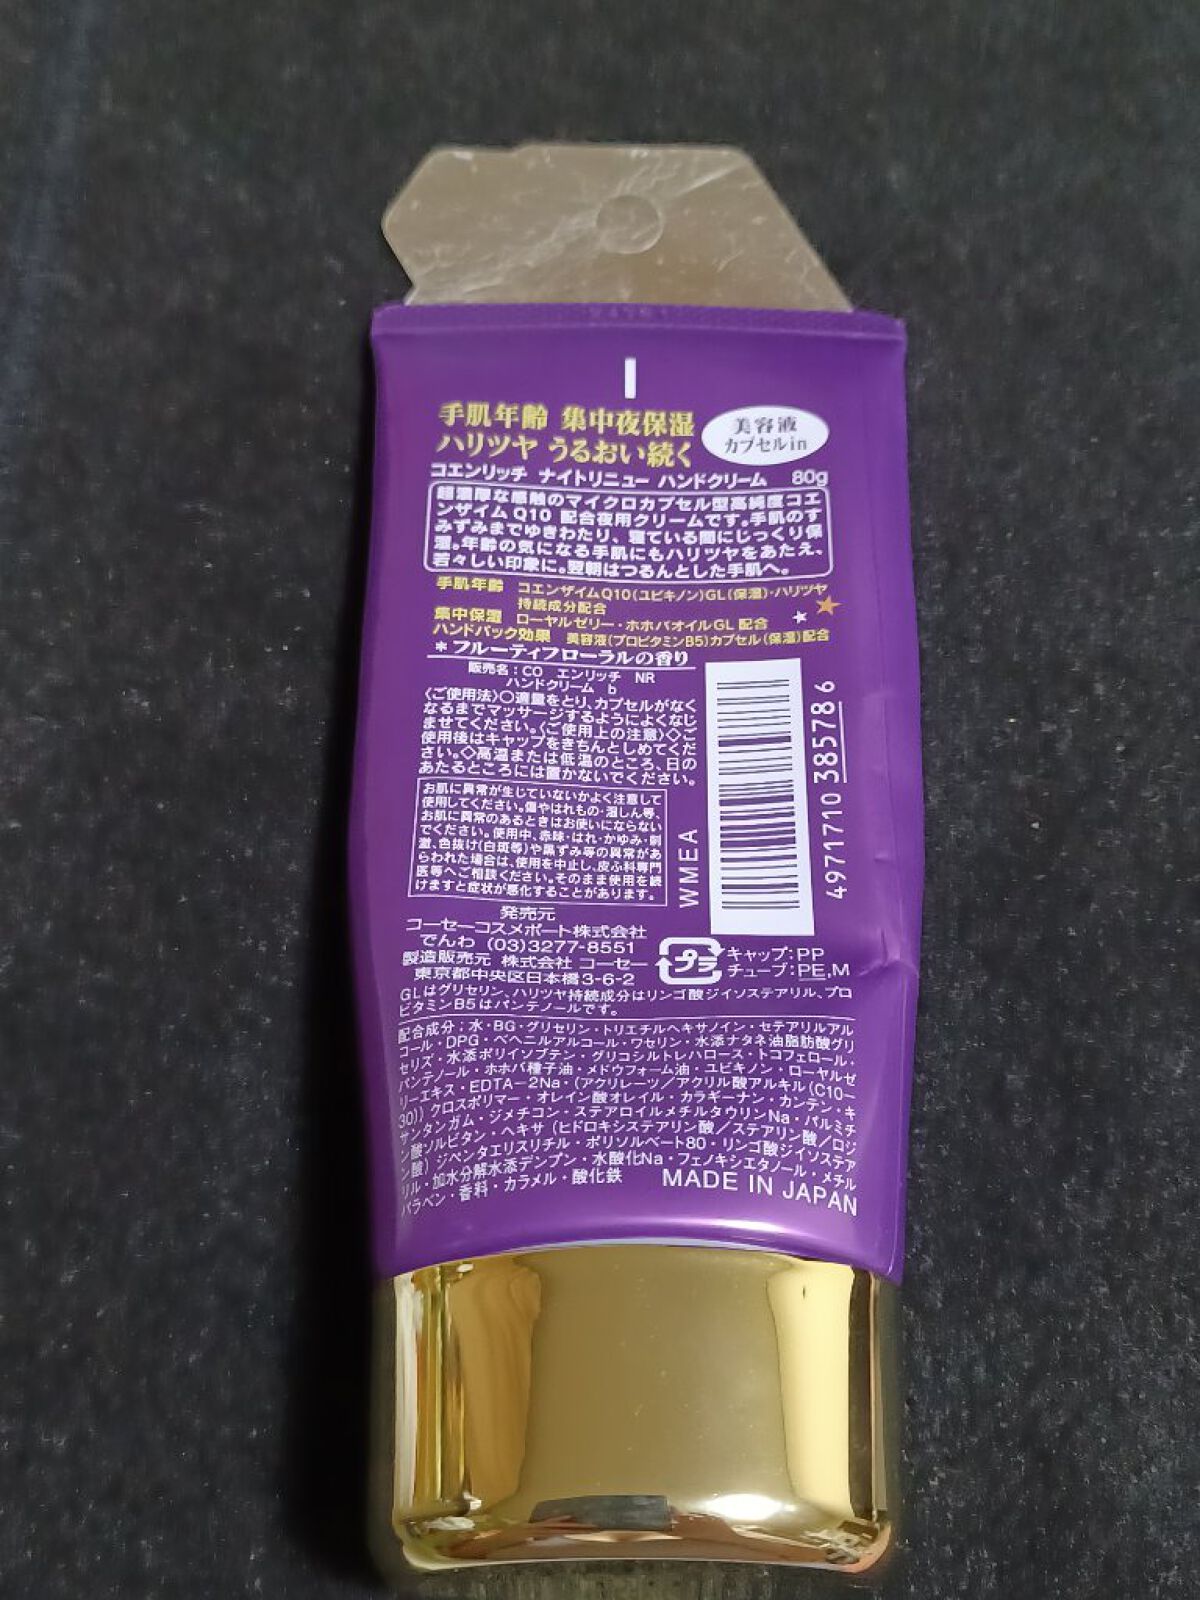 手肌年齢 集中夜保湿
ハリツヤ うるおい続く
美容液
カプセルin
コエンリッチ ナイトリニュー ハンドクリーム 80g
超濃厚な感触のマイクロカプセル型高純度コエ
ンザイムQ10 配合夜用クリームです。手肌のす
みずみまでゆきわたり、寝ている間にじっくり保
湿。年齢の気になる手肌にもハリツヤをあたえ、
若々しい印象に。翌朝はつるんとした手肌へ。
手肌年齢 コエンザイムQ10(ユビキノン)GL(保湿)・ハリツヤ
持続成分配合
集中保湿 ローヤルゼリー・ホホバオイルGL 配合
ハンドパック効果 美容液(プロビタミンB5)カプセル(保湿)配合
*フルーティフローラルの香り
販売名:CO エンリッチ NR
ハンドクリーム b
〈ご使用法〉○適量をとり、カプセルがなく
なるまでマッサージするようによくなじ
ませてください。〈ご使用上の注意〉◇ご
使用後はキャップをきちんとしめてくだ
さい。◇高温または低温のところ、日の
あたるところには置かないでください。
お肌に異常が生じていないかよく注意して
使用してください。傷やはれもの・湿しん等、
お肌に異常のあるときはお使いにならない
でください。使用中、赤味・はれ・かゆみ・刺
激、色抜け(白斑等)や黒ずみ等の異常があ
らわれた場合は、使用を中止し、皮ふ科専門
医等へご相談ください。そのまま使用を続
けますと症状が悪化することがあります。
WMEA
4971710 385786
発売元
コーセーコスメポート株式会社
でんわ (03)3277-8551
製造販売元 株式会社 コーセー
東京都中央区日本橋3-6-2
プラ
キャップ:PP
チューブ:PE,M
GLはグリセリン、ハリツヤ持続成分はリンゴ酸ジイソステアリル、プロ
ビタミンB5はパンテノールです。
配合成分:水・BG・グリセリン・トリエチルヘキサノイン・セテアリルアル
コール・DPG・ベヘニルアルコール・ワセリン・水添ナタネ油脂肪酸グリ
セリズ・水添ポリイソブテン・グリコシルトレハロース・トコフェロール・
パンテノール・ホホバ種子油・メドウフォーム油・ユビキノン・ローヤルゼ
リーエキス・EDTA-2Na・(アクリレーツ/アクリル酸アルキル(C10-
30))クロスポリマー・オレイン酸オレイル・カラギーナン・カンテン・キ
サンタンガム・ジメチコン・ステアロイルメチルタウリンNa・パルミチ
ン酸ソルビタン・ヘキサ(ヒドロキシステアリン酸/ステアリン酸/ロジ
ン酸)ジペンタエリスリチル・ポリソルベート80・リンゴ酸ジイソステア
リル・加水分解水添デンプン・水酸化Na・フェノキシエタノール・メチル
パラベン・香料・カラメル・酸化鉄
MADE IN JAPAN